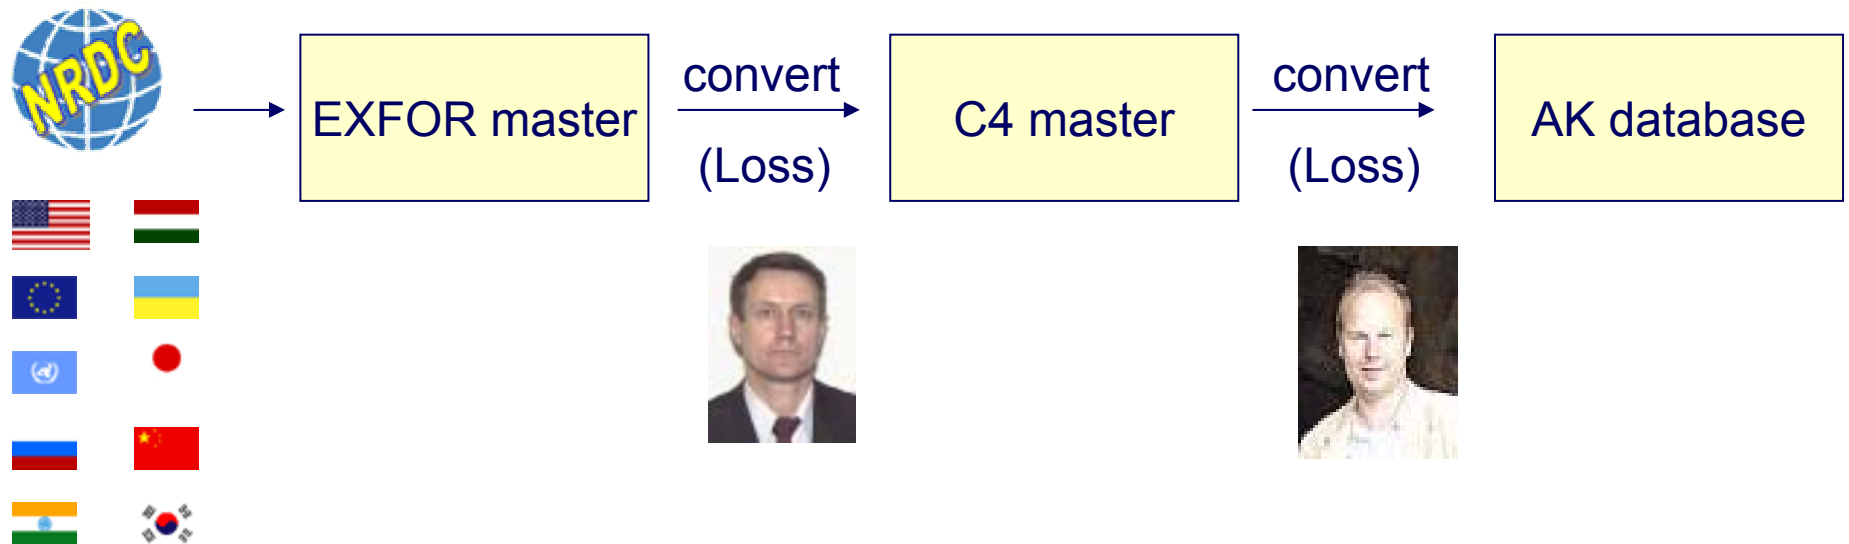 NRDC
EXFOR master
convert
(Loss)
C4 master
convert
(Loss)
AK database